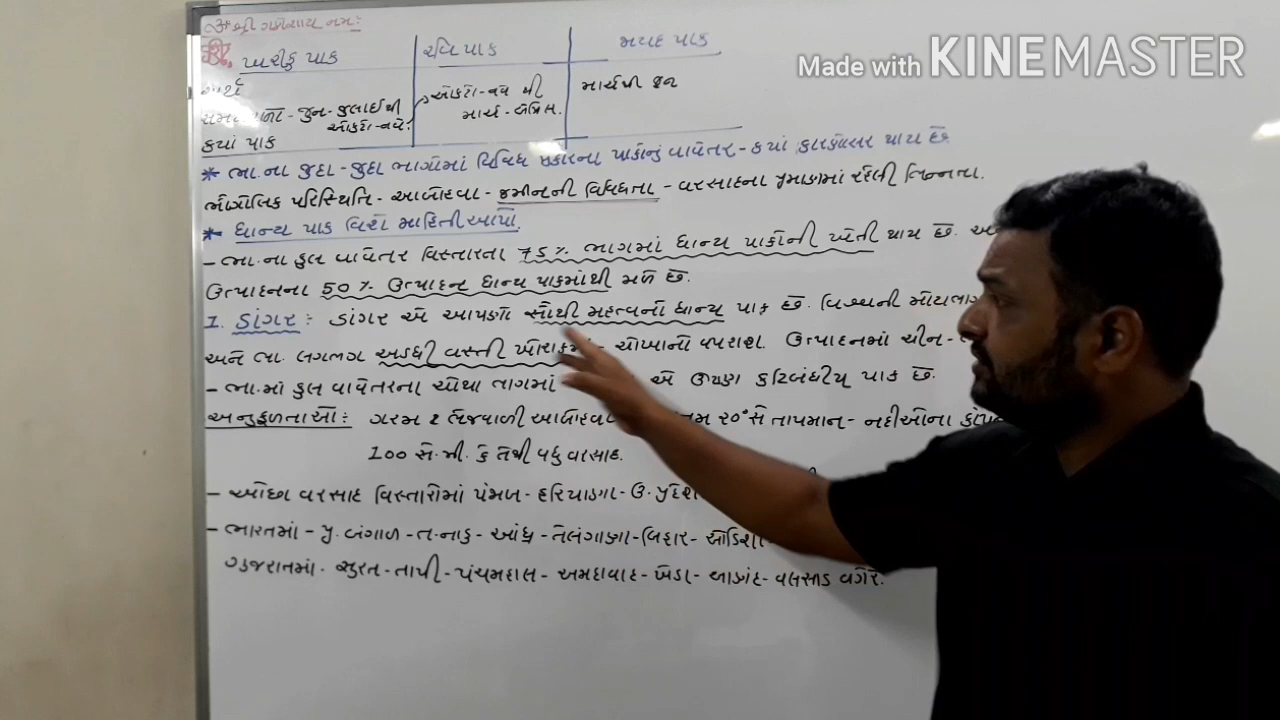 ૐ શ્રી ગણેશાય નમઃ
Made with KINEMASTER
ખરીફ પાક
રવિ પાક
જાયદ પાક
અર્થ
સમયગાળો - જુન - જુલાઈથી ઓક્ટો - નવે.
ઓક્ટો - નવે થી માર્ચ - એપ્રિલ.
માર્ચથી જુન
કયાં પાક
* ભા.ના જુદા - જુદા ભાગોમાં વિવિધ પ્રકારના પાકોનું વાવેતર - કયાં કારણોસર થાય છે
ભૌગોલિક પરિસ્થિતિ - આબોહવા - જમીનની વિવિધતા - વરસાદના પ્રમાણમાં રહેલી ભિન્નતા.
* ધાન્ય પાક વિશે માહિતી આપો.
- ભા.ના કુલ વાવેતર વિસ્તારના 75% ભાગમાં ધાન્ય પાકોની ખેતી થાય છે.
ઉત્પાદનના 50% ઉત્પાદન ધાન્ય પાકમાંથી મળે છે.
1. ડાંગર : ડાંગર એ આપણો સૌથી મહત્વનો ધાન્ય પાક છે. વિશ્વની
અને ભા. લગભગ અડધી વસ્તી ખોરાકમાં - ચોખાનો વપરાશ. ઉત્પાદનમાં ચીન -
- ભા.માં કુલ વાવેતરના ચોથા ભાગમાં એ ઉષ્ણ કટિબંધીય પાક છે.
અનુકૂળતાઓ : ગરમ ર ભેજવાળી 20° સે તાપમાન - નદીઓના
100 સે.મી. કે તેથી વધુ વરસાદ.
- ઓછા વરસાદ વિસ્તારોમાં પંજાબ - હરિયાણા - ઉ. પ્રદેશ
- ભારતમાં - પ. બંગાળ - ત.નાડુ - આંધ્ર - તેલંગાણા - બિહાર - ઓડિશા
ગુજરાતમાં. સુરત - તાપી - પંચમહાલ - અમદાવાદ - ખેડા - આણંદ - વલસાડ વગેરે.